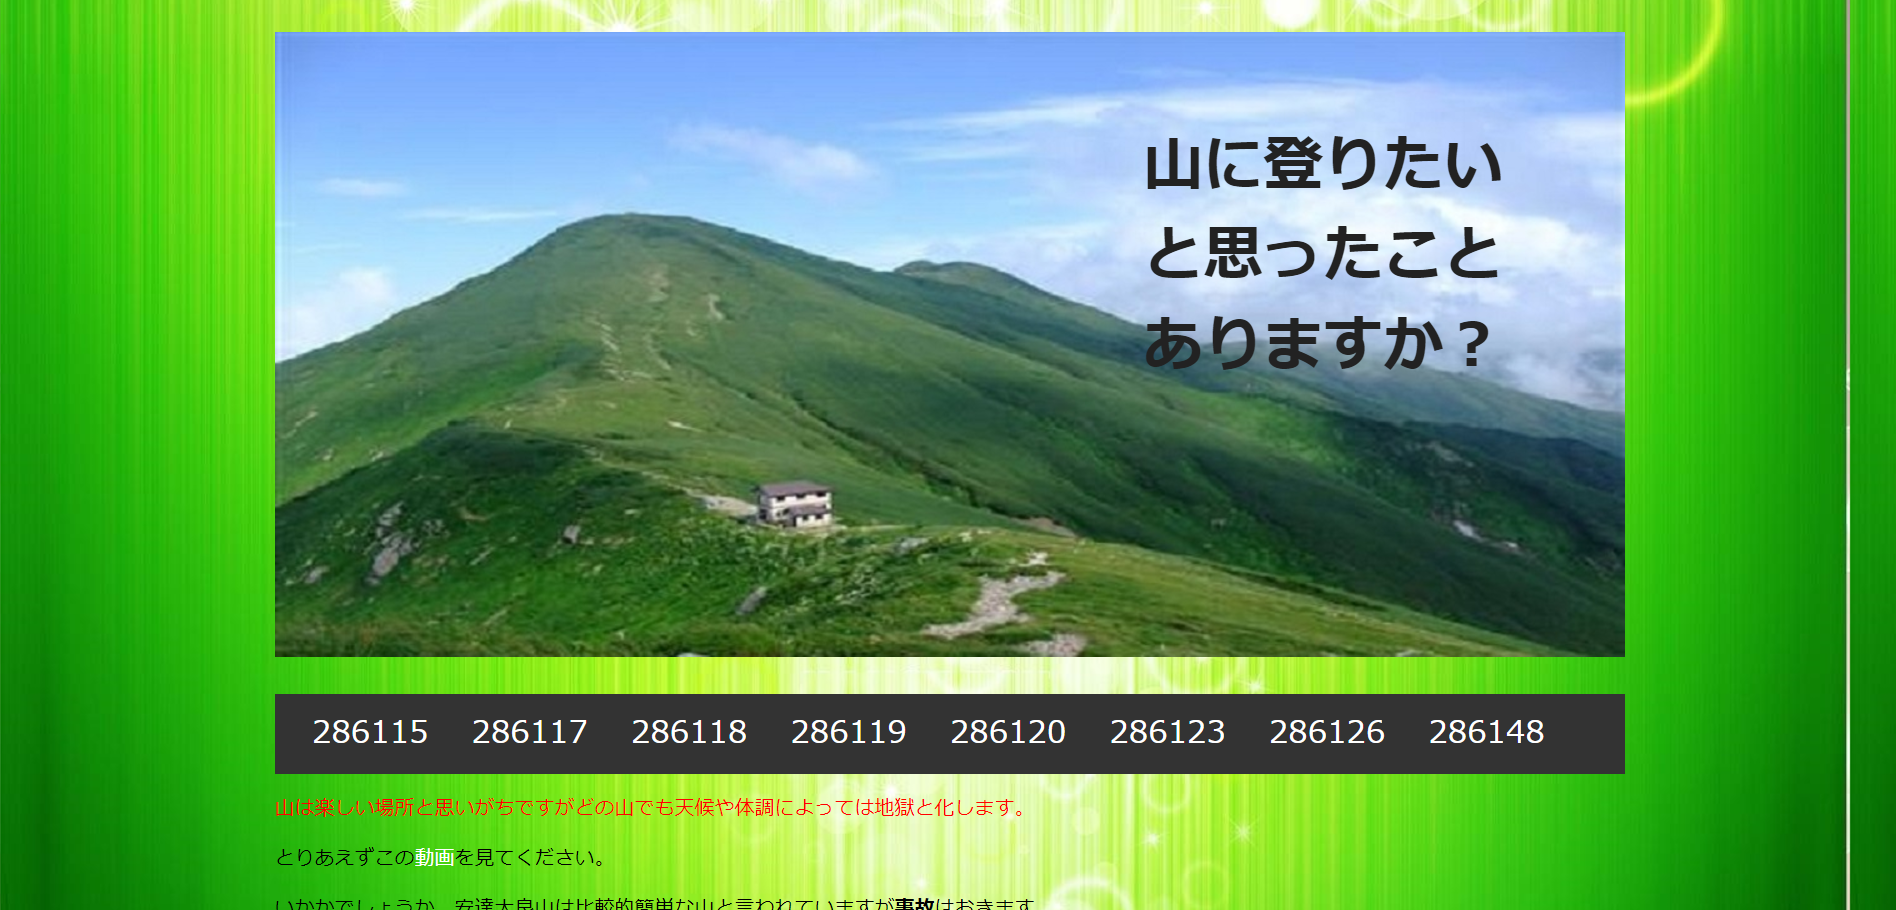 山に登りたい
と思ったこと
ありますか？
286115 286117 286118 286119 286120 286123 286126 286148
山は楽しい場所と思いがちですがどの山でも天候や体調によっては地獄と化します。
とりあえずこの動画を見てください。
いかがでしょうか。安達太良山は比較的簡単な山と言われていますが事故はおきます。